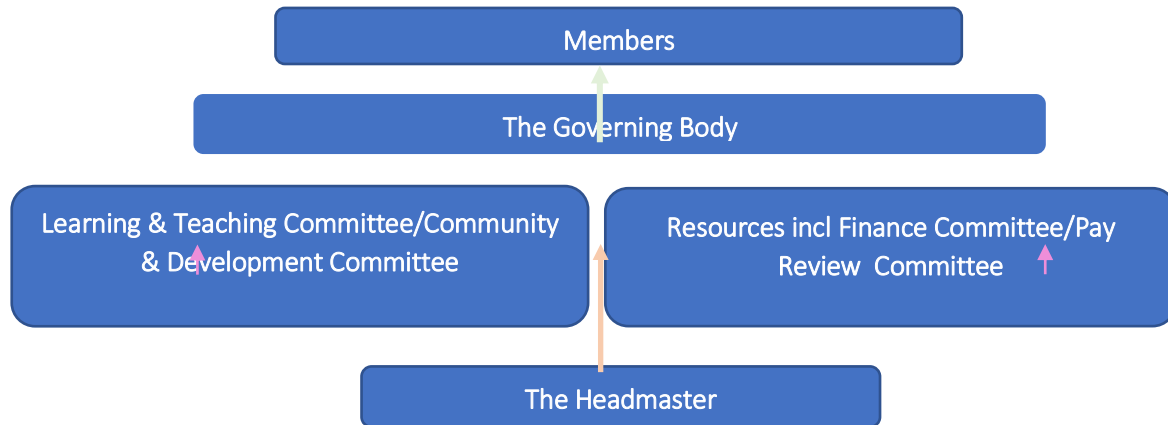 Members
The Governing Body
Learning & Teaching Committee/Community
& Development Committee
Resources incl Finance Committee/Pay
Review  Committee
The Headmaster